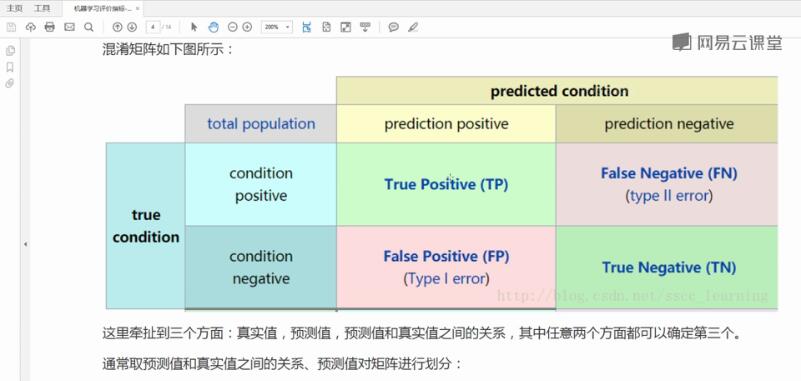 主页 工具 机器学习评价指标-...
4 / 14 200%
网易云课堂
混淆矩阵如下图所示：
predicted condition
total population prediction positive prediction negative
condition positive
True Positive (TP)
False Negative (FN)
(type II error)
true condition
condition negative
False Positive (FP)
(Type I error)
True Negative (TN)
http://blog.csdn.net/sscc_learning
这里牵扯到三个方面：真实值，预测值，预测值和真实值之间的关系，其中任意两个方面都可以确定第三个。
通常取预测值和真实值之间的关系、预测值对矩阵进行划分：